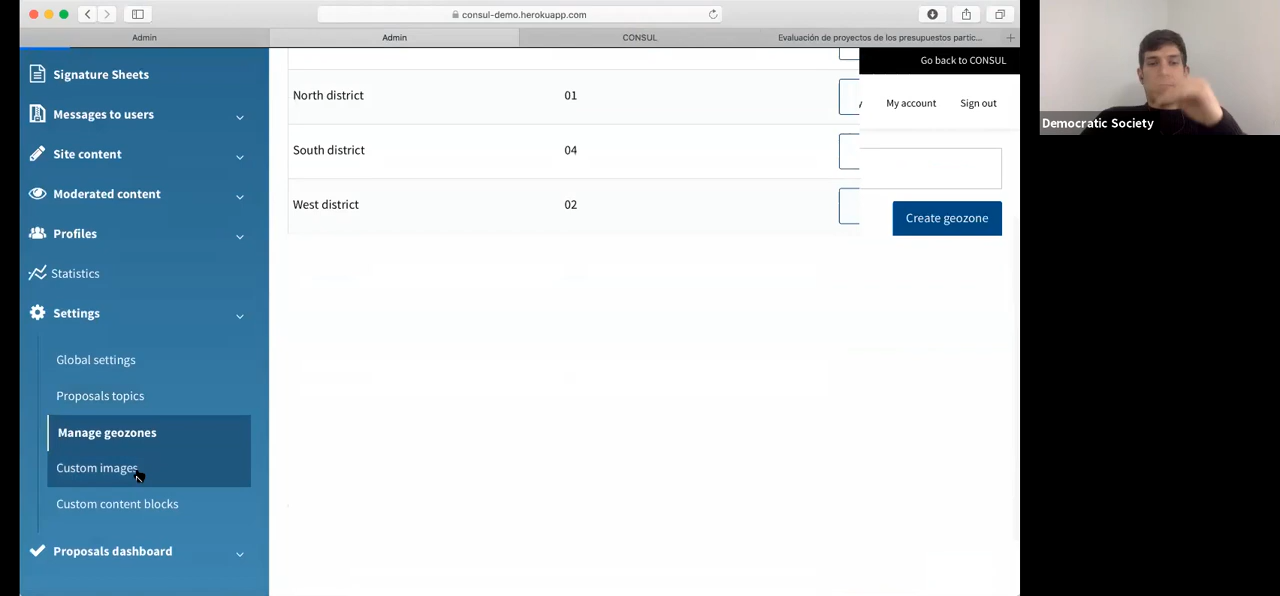 consul-demo.herokuapp.com
Admin
Admin
CONSUL
Evaluación de proyectos de los presupuestos partic...
Signature Sheets
Messages to users
Site content
Moderated content
Profiles
Statistics
Settings
Global settings
Proposals topics
Manage geozones
Custom images
Custom content blocks
Proposals dashboard
North district 01
South district 04
West district 02
Go back to CONSUL
y My account Sign out
Create geozone
Democratic Society